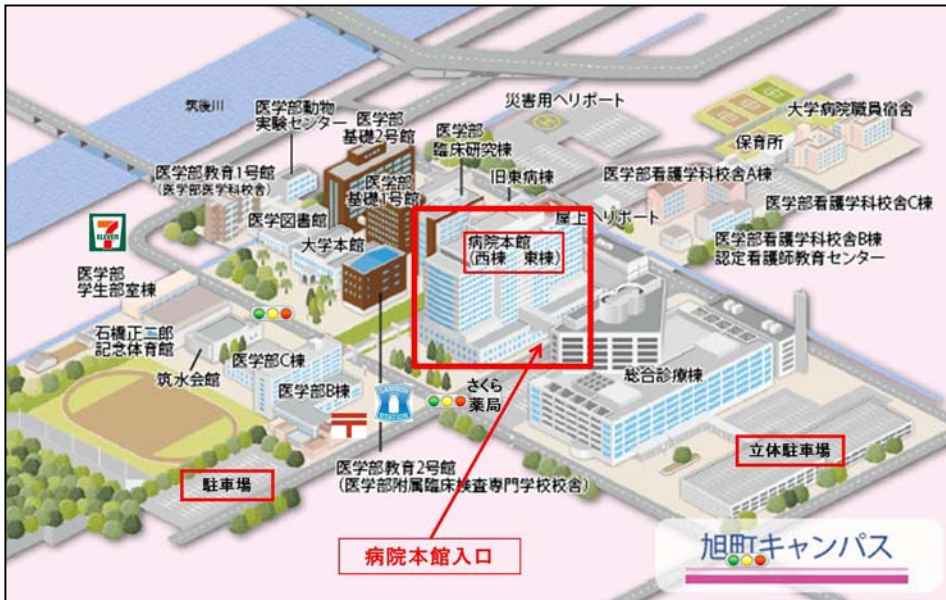 筑後川
医学部動物
実験センター
医学部
基礎2号館
災害用ヘリポート
大学病院職員宿舎
医学部
臨床研究棟
保育所
医学部教育1号館
(医学部医学科校舎)
医学部
基礎1号館
旧東病棟
医学部看護学科校舎A棟
医学図書館
屋上ヘリポート
医学部看護学科校舎C棟
7
ELEVEN
大学本館
病院本館
(西棟 東棟)
医学部看護学科校舎B棟
認定看護師教育センター
医学部
学生部室棟
石橋正二郎
記念体育館
筑水会館
医学部C棟
医学部B棟
LAWSON
STATION
さくら
薬局
総合診療棟
立体駐車場
駐車場
医学部教育2号館
(医学部附属臨床検査専門学校校舎)
病院本館入口
旭町キャンパス